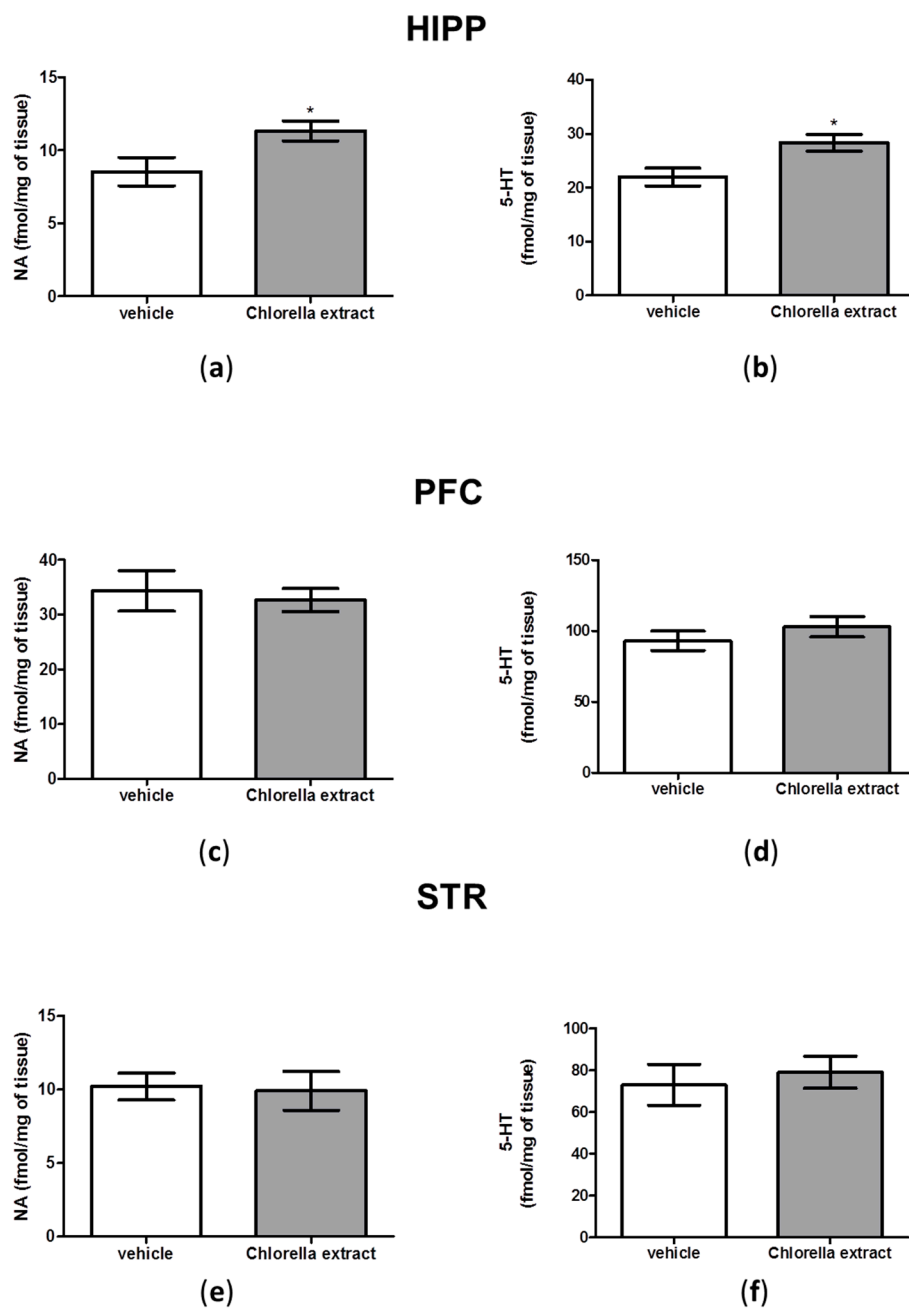 HIPP
15
10
5
0
NA (fmol/mg of tissue)
*
vehicle
Chlorella extract
(a)
40
30
20
10
0
5-HT
(fmol/mg of tissue)
*
vehicle
Chlorella extract
(b)
PFC
40
30
20
10
0
NA (fmol/mg of tissue)
vehicle
Chlorella extract
(c)
150
100
50
0
5-HT
(fmol/mg of tissue)
vehicle
Chlorella extract
(d)
STR
15
10
5
0
NA (fmol/mg of tissue)
vehicle
Chlorella extract
(e)
100
80
60
40
20
0
5-HT
(fmol/mg of tissue)
vehicle
Chlorella extract
(f)